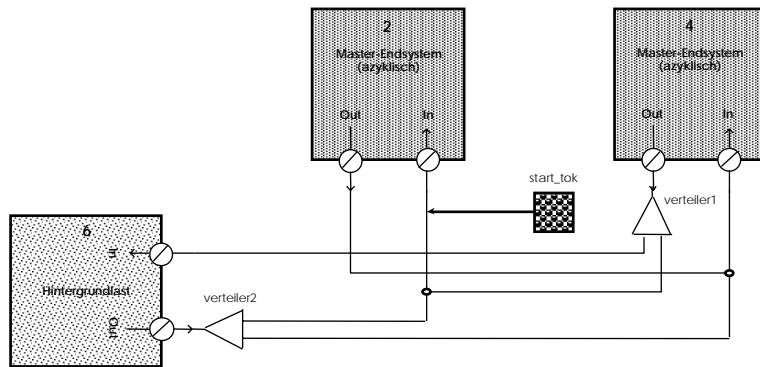 2
Master-Endsystem
(azyklisch)
Out
In
4
Master-Endsystem
(azyklisch)
Out
In
start_tok
verteiler1
6
In
Hintergrundlast
Out
verteiler2